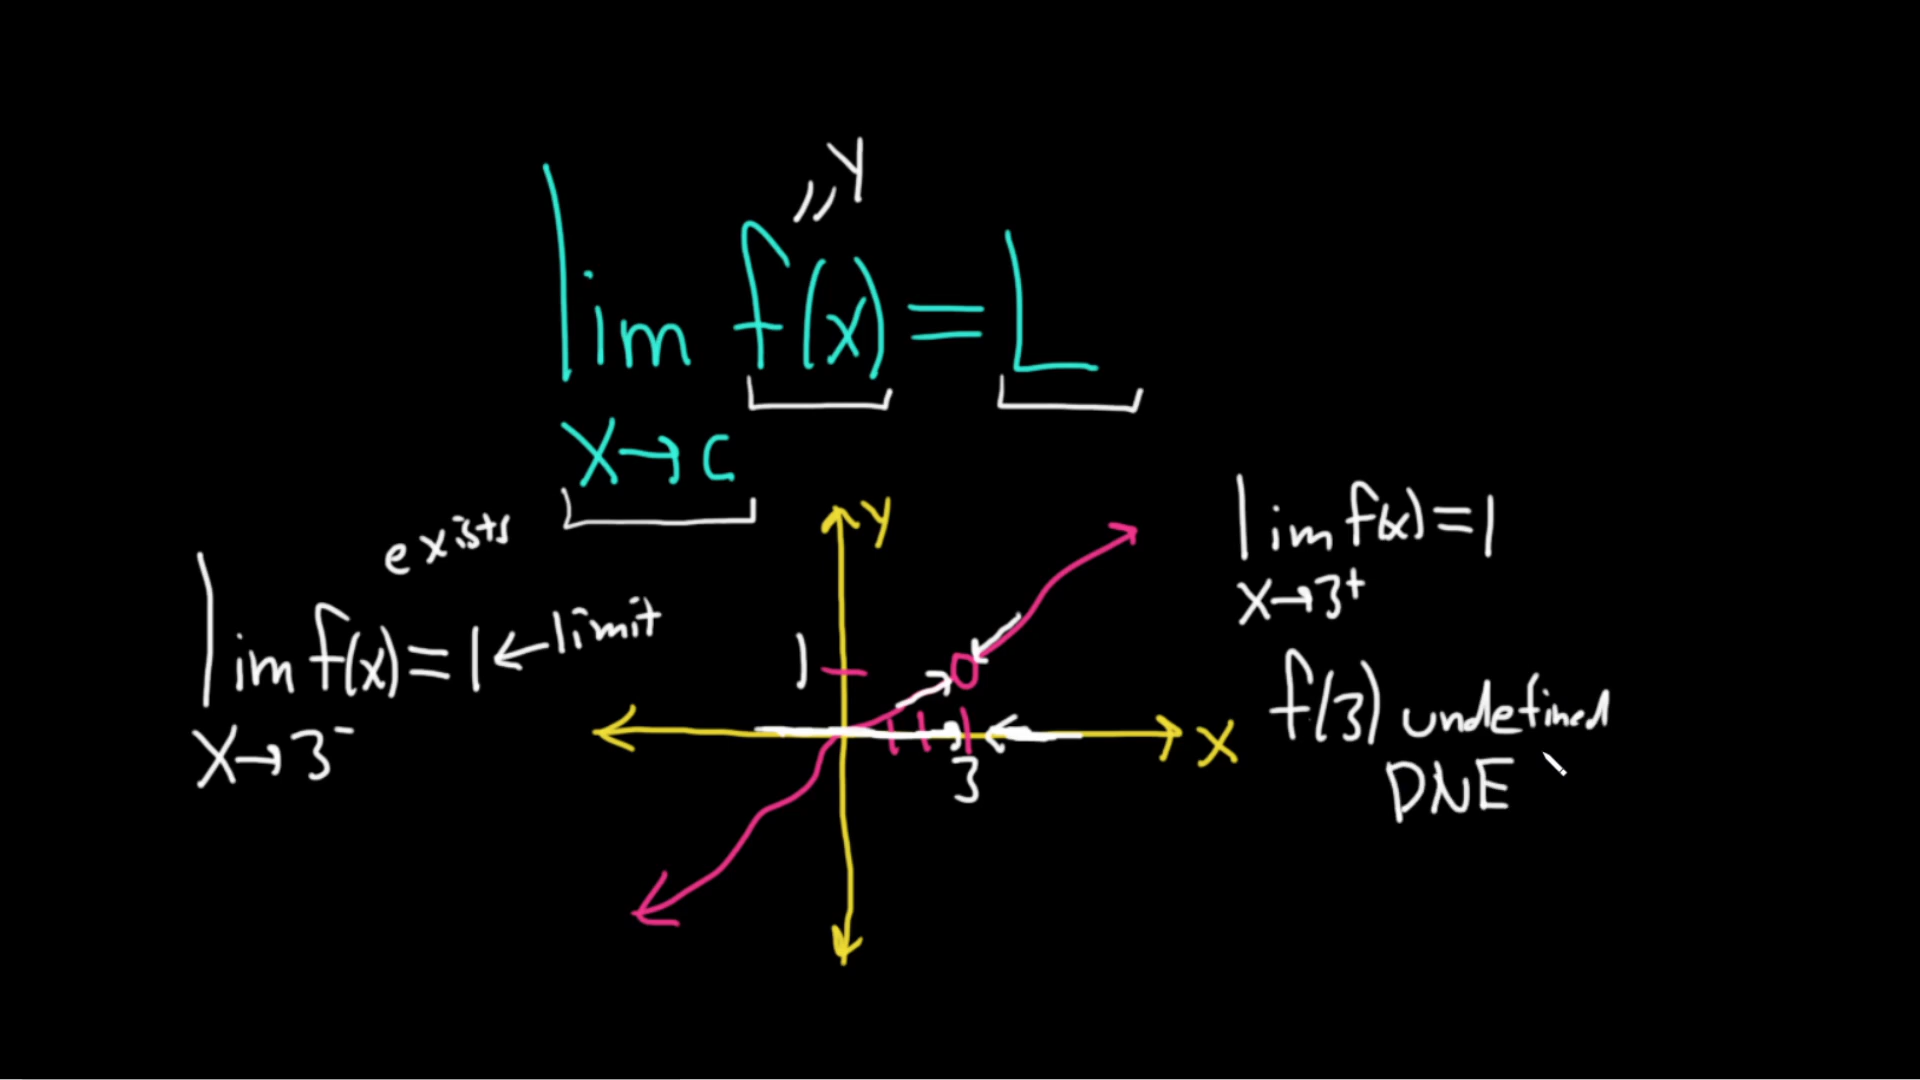 "Y
lim f(x) = L
x→c
exists
lim f(x) = 1 ← limit
x→3⁻
y
1
3
x
lim f(x) = 1
x→3⁺
f(3) undefined
DNE